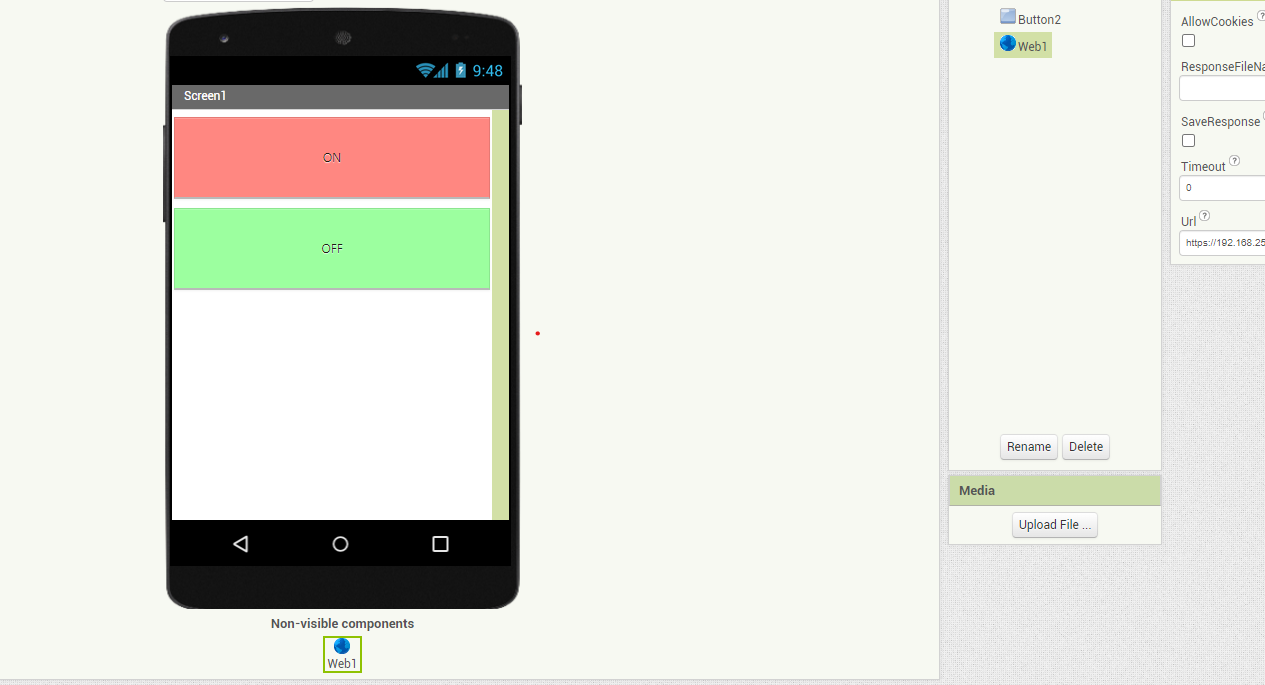 Button2
Web1
AllowCookies ?
ResponseFileNa
SaveResponse
Timeout ?
0
Url ?
https://192.168.25
9:48
Screen1
ON
OFF
Rename Delete
Media
Upload File ...
Non-visible components
Web1